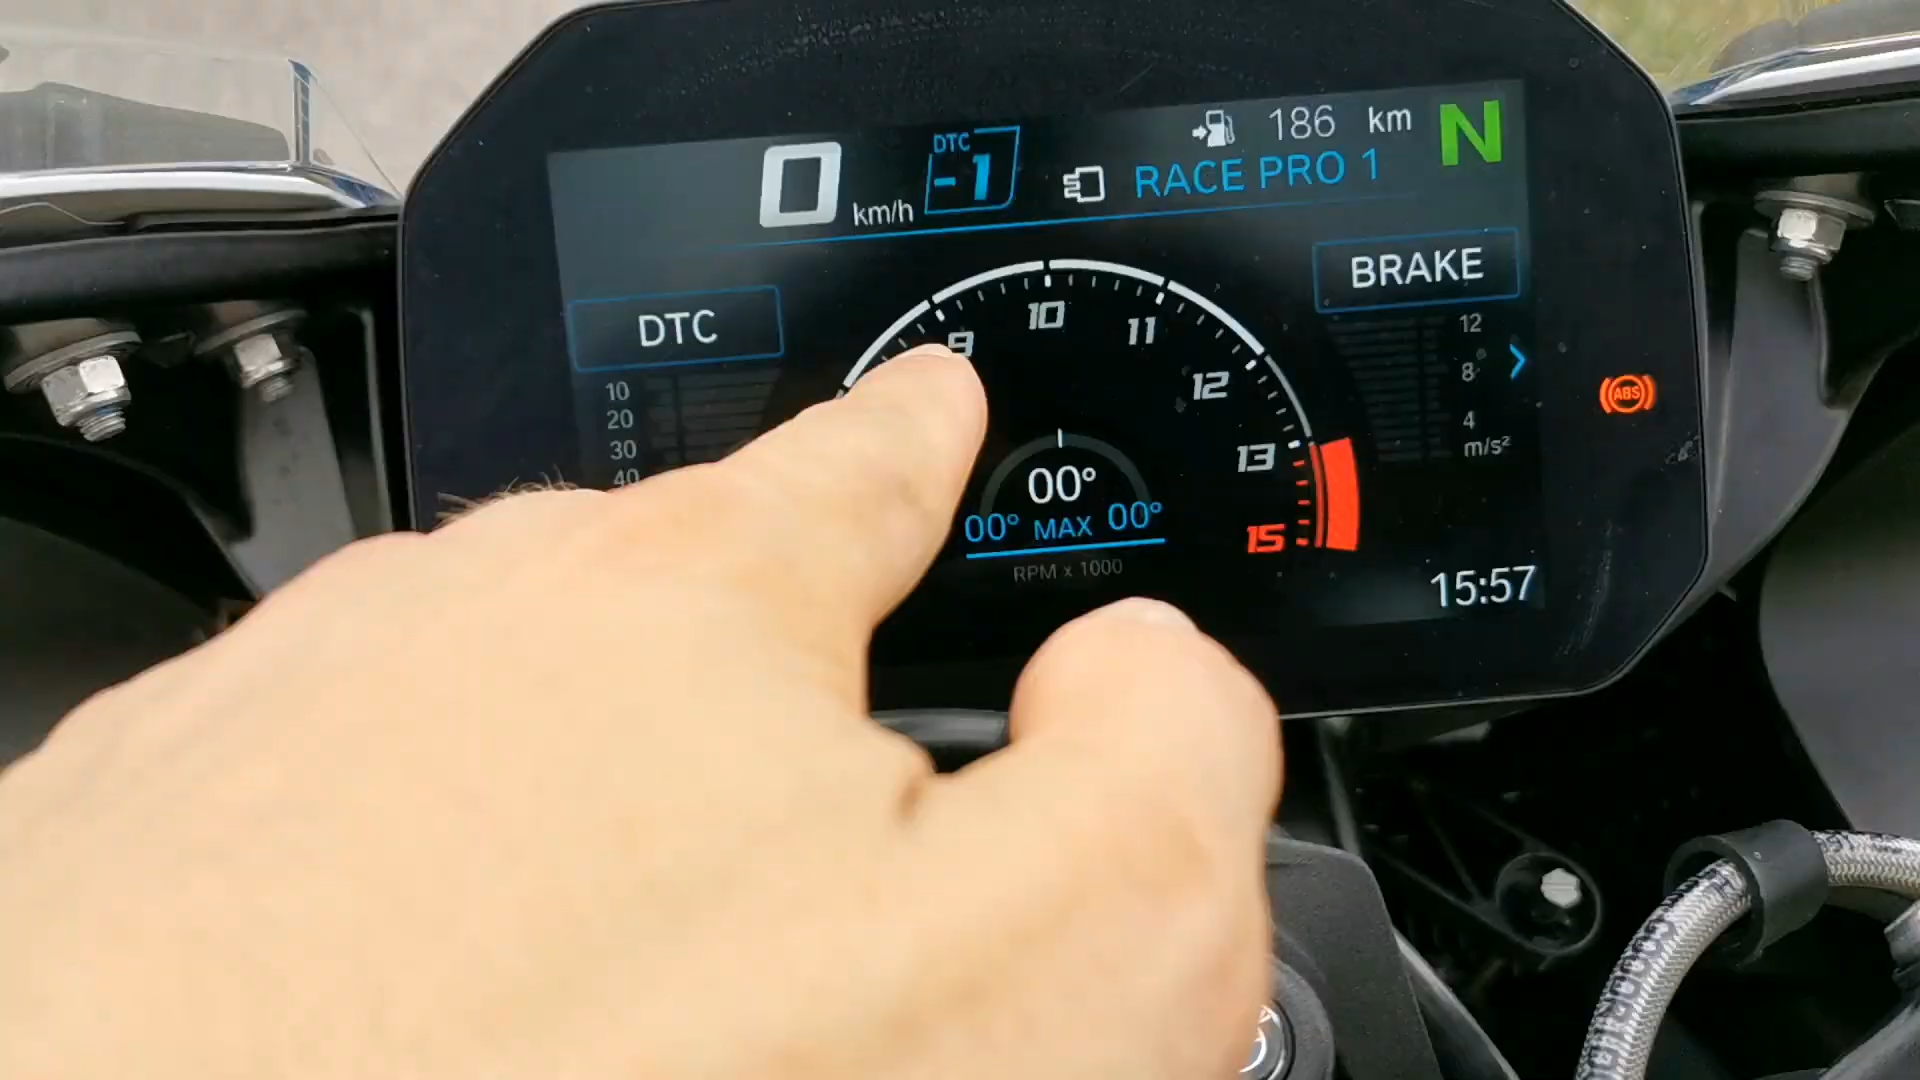 DTC
186 km
N
0 km/h
-1
RACE PRO 1
BRAKE
DTC
9
10
11
12
13
15
10
20
30
40
12
8
4
m/s²
ABS
00°
00° MAX 00°
RPM x 1000
15:57